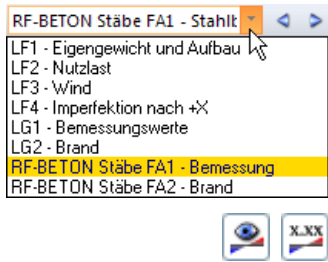 RF-BETON Stäbe FA1 - Stahlt
LF1 - Eigengewicht und Aufbau
LF2 - Nutzlast
LF3 - Wind
LF4 - Imperfektion nach +X
LG1 - Bemessungswerte
LG2 - Brand
RF-BETON Stäbe FA1 - Bemessung
RF-BETON Stäbe FA2 - Brand
x.xx